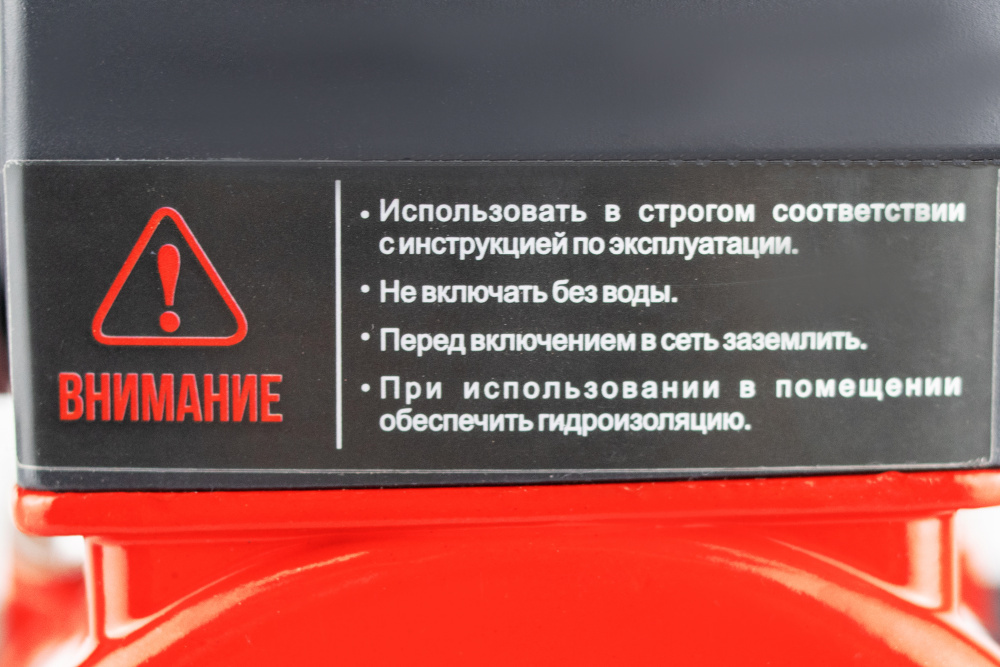 ВНИМАНИЕ
• Использовать в строгом соответствии
с инструкцией по эксплуатации.
• Не включать без воды.
• Перед включением в сеть заземлить.
• При использовании в помещении
обеспечить гидроизоляцию.